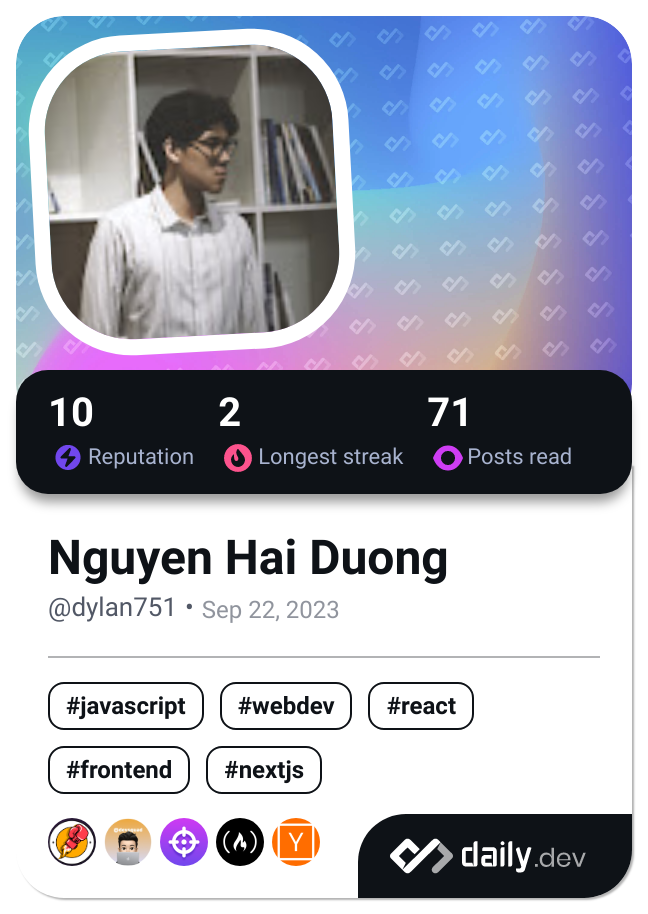 10 2 71
Reputation Longest streak Posts read
Nguyen Hai Duong
@dylan751 • Sep 22, 2023
#javascript #webdev #react
#frontend #nextjs
Y
daily.dev